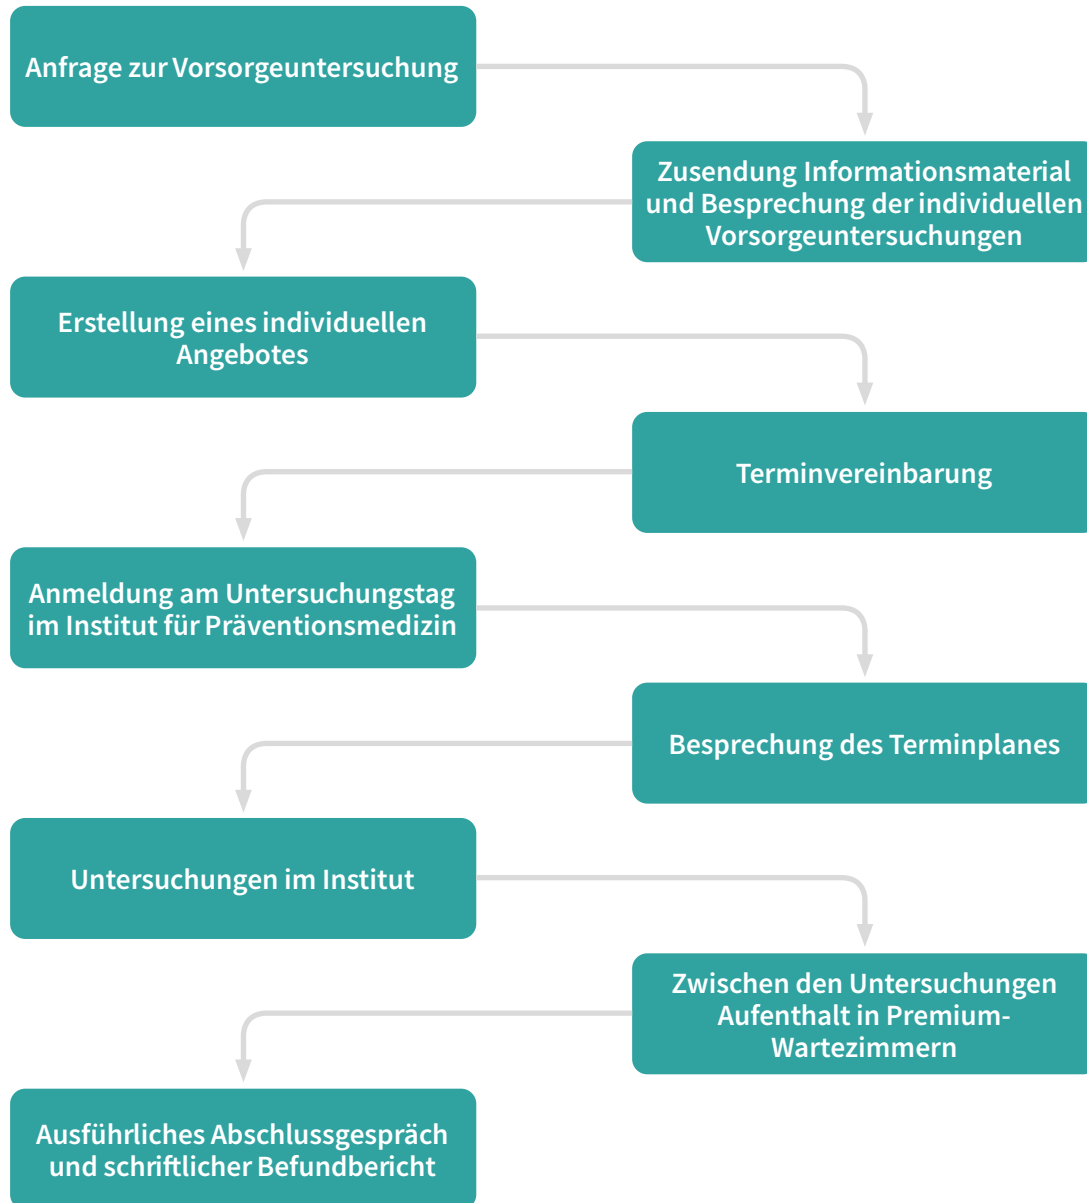 Anfrage zur Vorsorgeuntersuchung
Zusendung Informationsmaterial
und Besprechung der individuellen
Vorsorgeuntersuchungen
Erstellung eines individuellen
Angebotes
Terminvereinbarung
Anmeldung am Untersuchungstag
im Institut für Präventionsmedizin
Besprechung des Terminplanes
Untersuchungen im Institut
Zwischen den Untersuchungen
Aufenthalt in Premium-
Wartezimmern
Ausführliches Abschlussgespräch
und schriftlicher Befundbericht